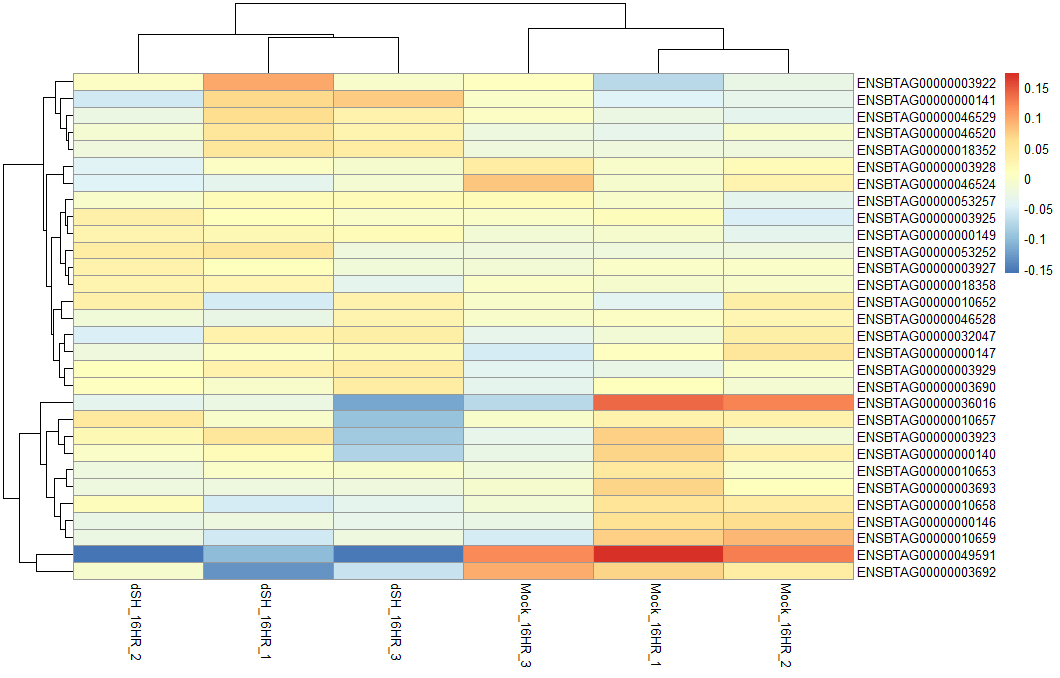 ENSBTAG00000003922
ENSBTAG00000000141
ENSBTAG00000046529
ENSBTAG00000046520
ENSBTAG00000018352
ENSBTAG00000003928
ENSBTAG00000046524
ENSBTAG00000053257
ENSBTAG00000003925
ENSBTAG00000000149
ENSBTAG00000053252
ENSBTAG00000003927
ENSBTAG00000018358
ENSBTAG00000010652
ENSBTAG00000046528
ENSBTAG00000032047
ENSBTAG00000000147
ENSBTAG00000003929
ENSBTAG00000003690
ENSBTAG00000036016
ENSBTAG00000010657
ENSBTAG00000003923
ENSBTAG00000000140
ENSBTAG00000010653
ENSBTAG00000003693
ENSBTAG00000010658
ENSBTAG00000000146
ENSBTAG00000010659
ENSBTAG00000049591
ENSBTAG00000003692
0.15
0.1
0.05
0
-0.05
-0.1
-0.15
dSH_16HR_2
dSH_16HR_1
dSH_16HR_3
Mock_16HR_3
Mock_16HR_1
Mock_16HR_2